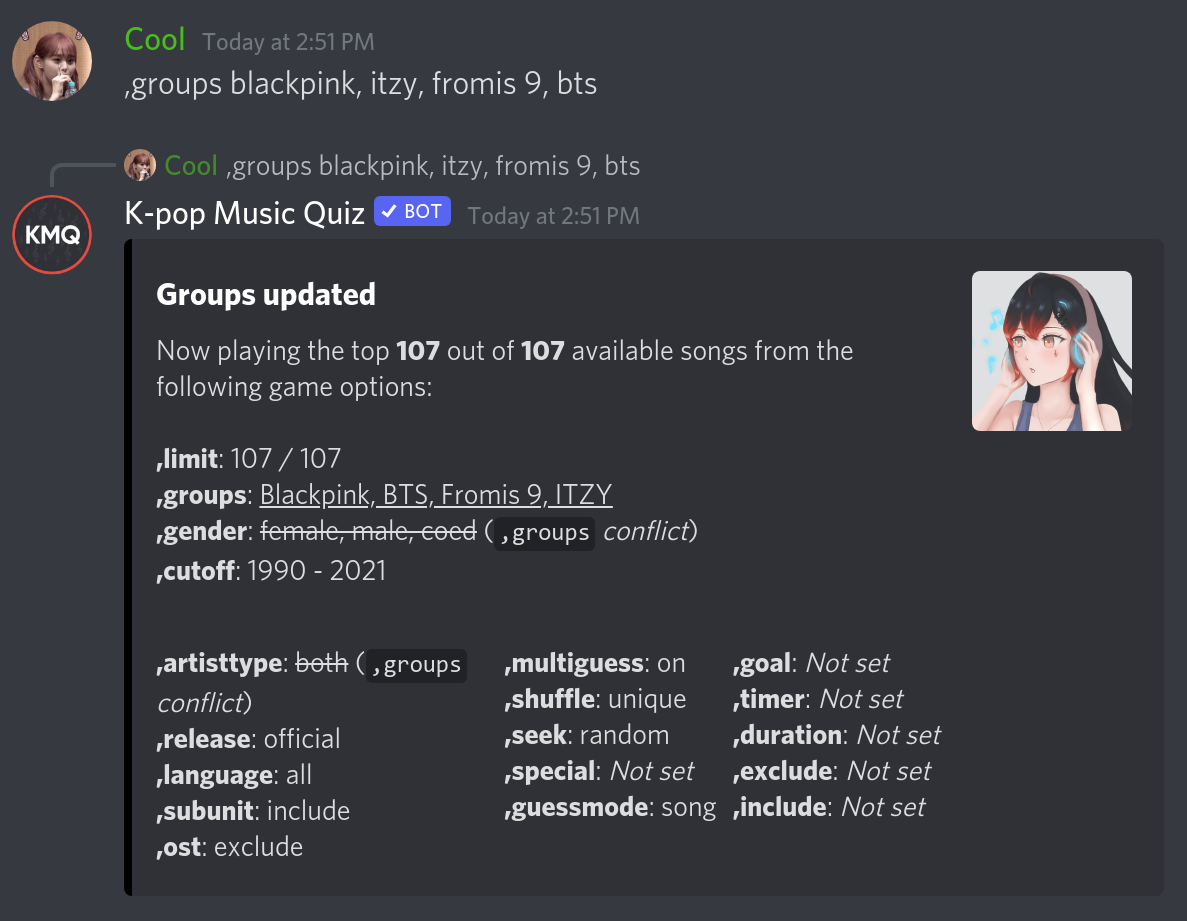 Cool Today at 2:51 PM
,groups blackpink, itzy, fromis 9, bts
Cool ,groups blackpink, itzy, fromis 9, bts
K-pop Music Quiz ✓ BOT Today at 2:51 PM
KMQ
Groups updated
Now playing the top 107 out of 107 available songs from the
following game options:
,limit: 107 / 107
,groups: Blackpink, BTS, Fromis 9, ITZY
,gender: female, male, coed (,groups conflict)
,cutoff: 1990 - 2021
,artisttype: both (,groups
conflict)
,release: official
,language: all
,subunit: include
,ost: exclude
,multiguess: on
,shuffle: unique
,seek: random
,special: Not set
,guessmode: song
,goal: Not set
,timer: Not set
,duration: Not set
,exclude: Not set
,include: Not set